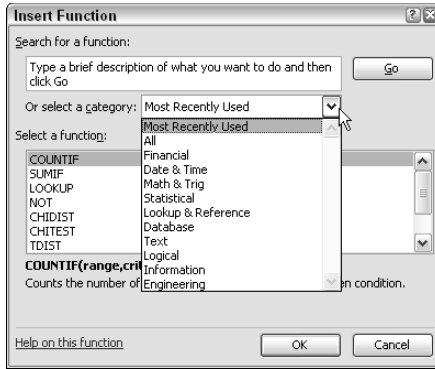 Insert Function
Search for a function:
Type a brief description of what you want to do and then
click Go
Go
Or select a category: Most Recently Used
Most Recently Used
All
Financial
Date & Time
Math & Trig
Statistical
Lookup & Reference
Database
Text
Logical
Information
Engineering
Select a function:
COUNTIF
SUMIF
LOOKUP
NOT
CHIDIST
CHITEST
TDIST
COUNTIF(range,crit
Counts the number of en condition.
Help on this function
OK
Cancel